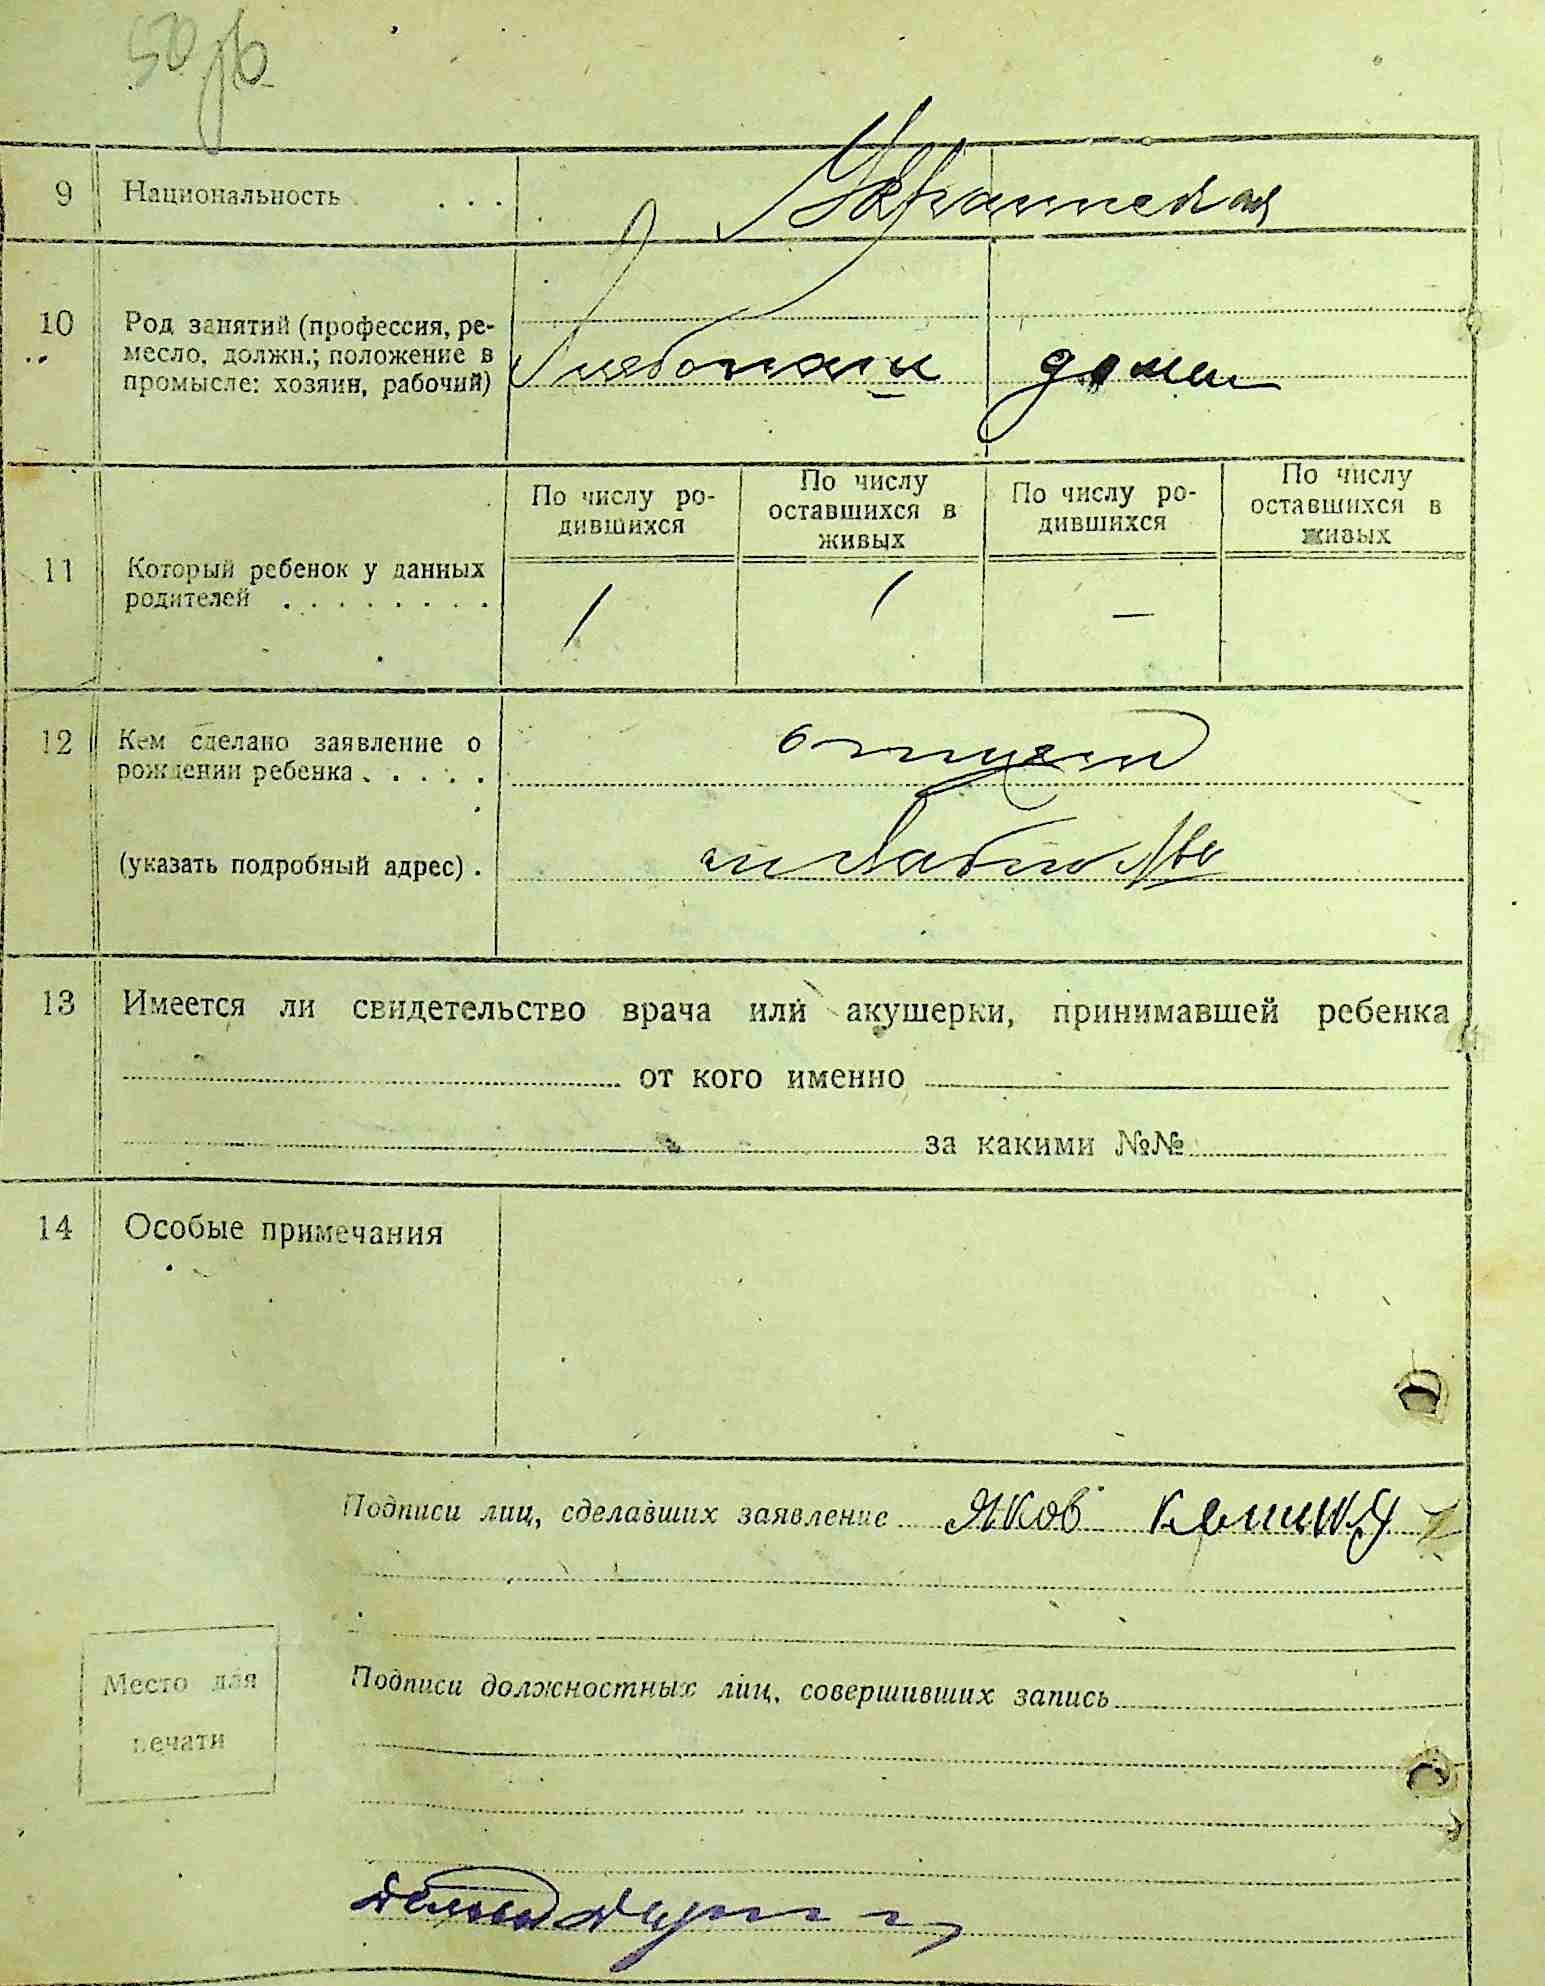 50 об
9 Национальность . . . Украинская
10 Род занятий (профессия, ре-
месло, должн.; положение в
промысле: хозяин, рабочий) Хлебопаш дома
По числу ро-
дившихся
По числу
оставшихся в
живых
По числу ро-
дившихся
По числу
оставшихся в
живых
11 Который ребенок у данных
родителей . . . . . . . .
1 1 —
12 Кем сделано заявление о
рождении ребенка . . . . . отцем
(указать подробный адрес) .
13 Имеется ли свидетельство врача или акушерки, принимавшей ребенка
от кого именно
за какими №№
14 Особые примечания
Подписи лиц, сделавших заявление Яков
Место для
печати
Подписи должностных лиц, совершивших запись